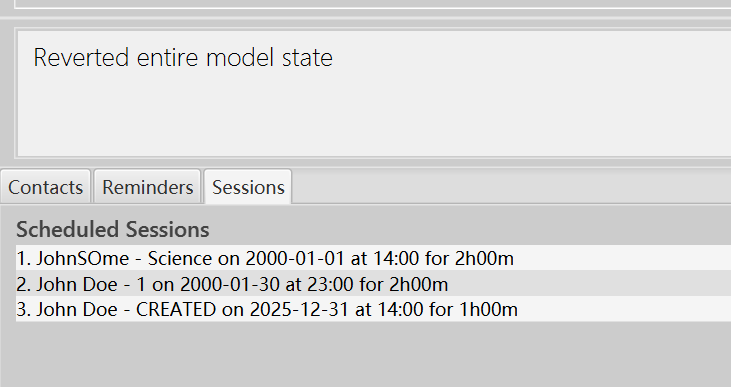 Reverted entire model state
Contacts Reminders Sessions
Scheduled Sessions
1. JohnSOme - Science on 2000-01-01 at 14:00 for 2h00m
2. John Doe - 1 on 2000-01-30 at 23:00 for 2h00m
3. John Doe - CREATED on 2025-12-31 at 14:00 for 1h00m